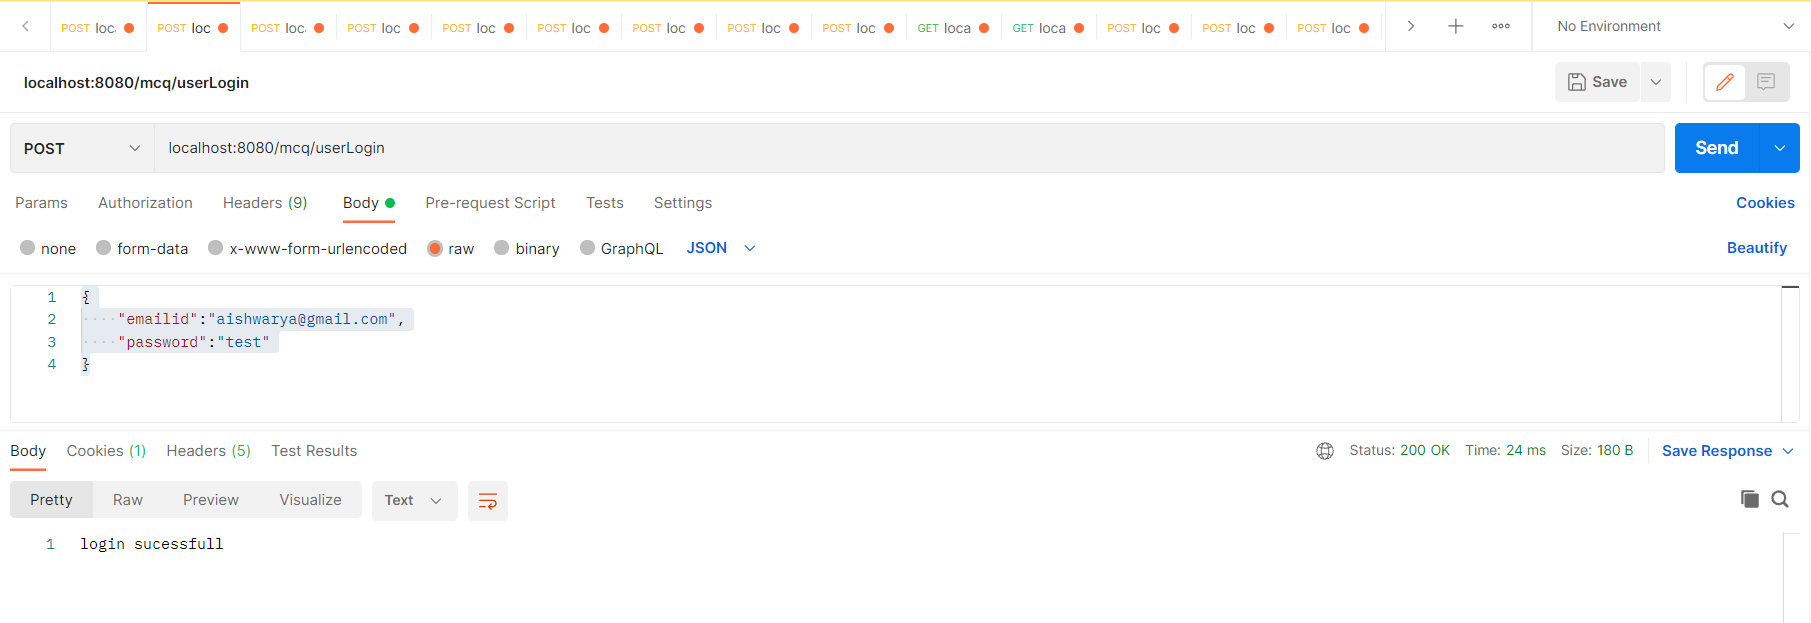 POST loc POST loc POST loc POST loc POST loc POST loc POST loc POST loc POST loc GET loca GET loca POST loc POST loc POST loc No Environment
localhost:8080/mcq/userLogin Save
POST localhost:8080/mcq/userLogin Send
Params Authorization Headers (9) Body Pre-request Script Tests Settings Cookies
none form-data x-www-form-urlencoded raw binary GraphQL JSON Beautify
1 {
2 ····"emailid":"aishwarya@gmail.com",
3 ····"password":"test"
4 }
Body Cookies (1) Headers (5) Test Results Status: 200 OK Time: 24 ms Size: 180 B Save Response
Pretty Raw Preview Visualize Text
1 login sucessfull